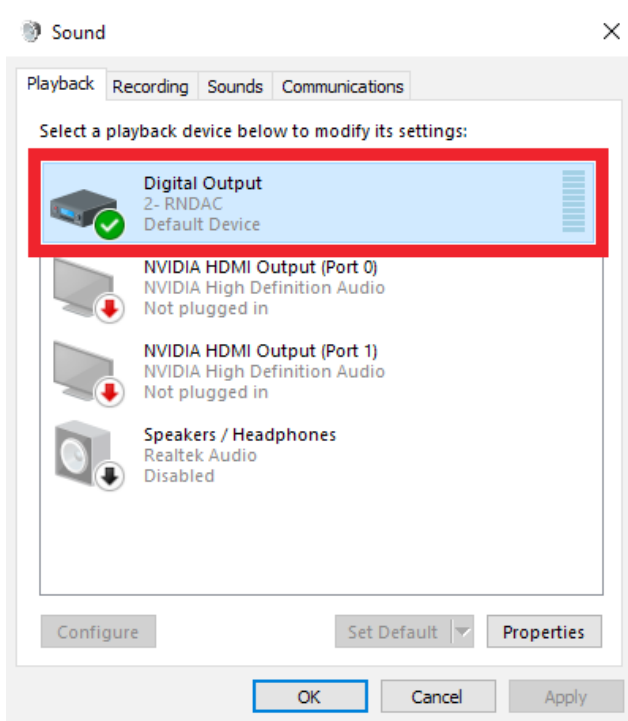 Sound
Playback Recording Sounds Communications
Select a playback device below to modify its settings:
Digital Output
2- RNDAC
Default Device
NVIDIA HDMI Output (Port 0)
NVIDIA High Definition Audio
Not plugged in
NVIDIA HDMI Output (Port 1)
NVIDIA High Definition Audio
Not plugged in
Speakers / Headphones
Realtek Audio
Disabled
Configure Set Default Properties
OK Cancel Apply